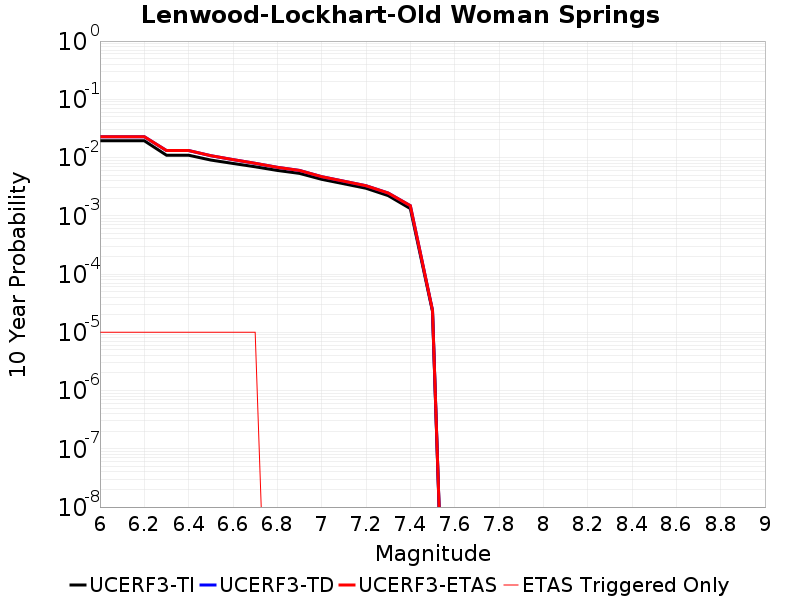 Lenwood-Lockhart-Old Woman Springs
10^0
10^-1
10^-2
10^-3
10^-4
10^-5
10^-6
10^-7
10^-8
10 Year Probability
6 6.2 6.4 6.6 6.8 7 7.2 7.4 7.6 7.8 8 8.2 8.4 8.6 8.8 9
Magnitude
UCERF3-TI UCERF3-TD UCERF3-ETAS ETAS Triggered Only